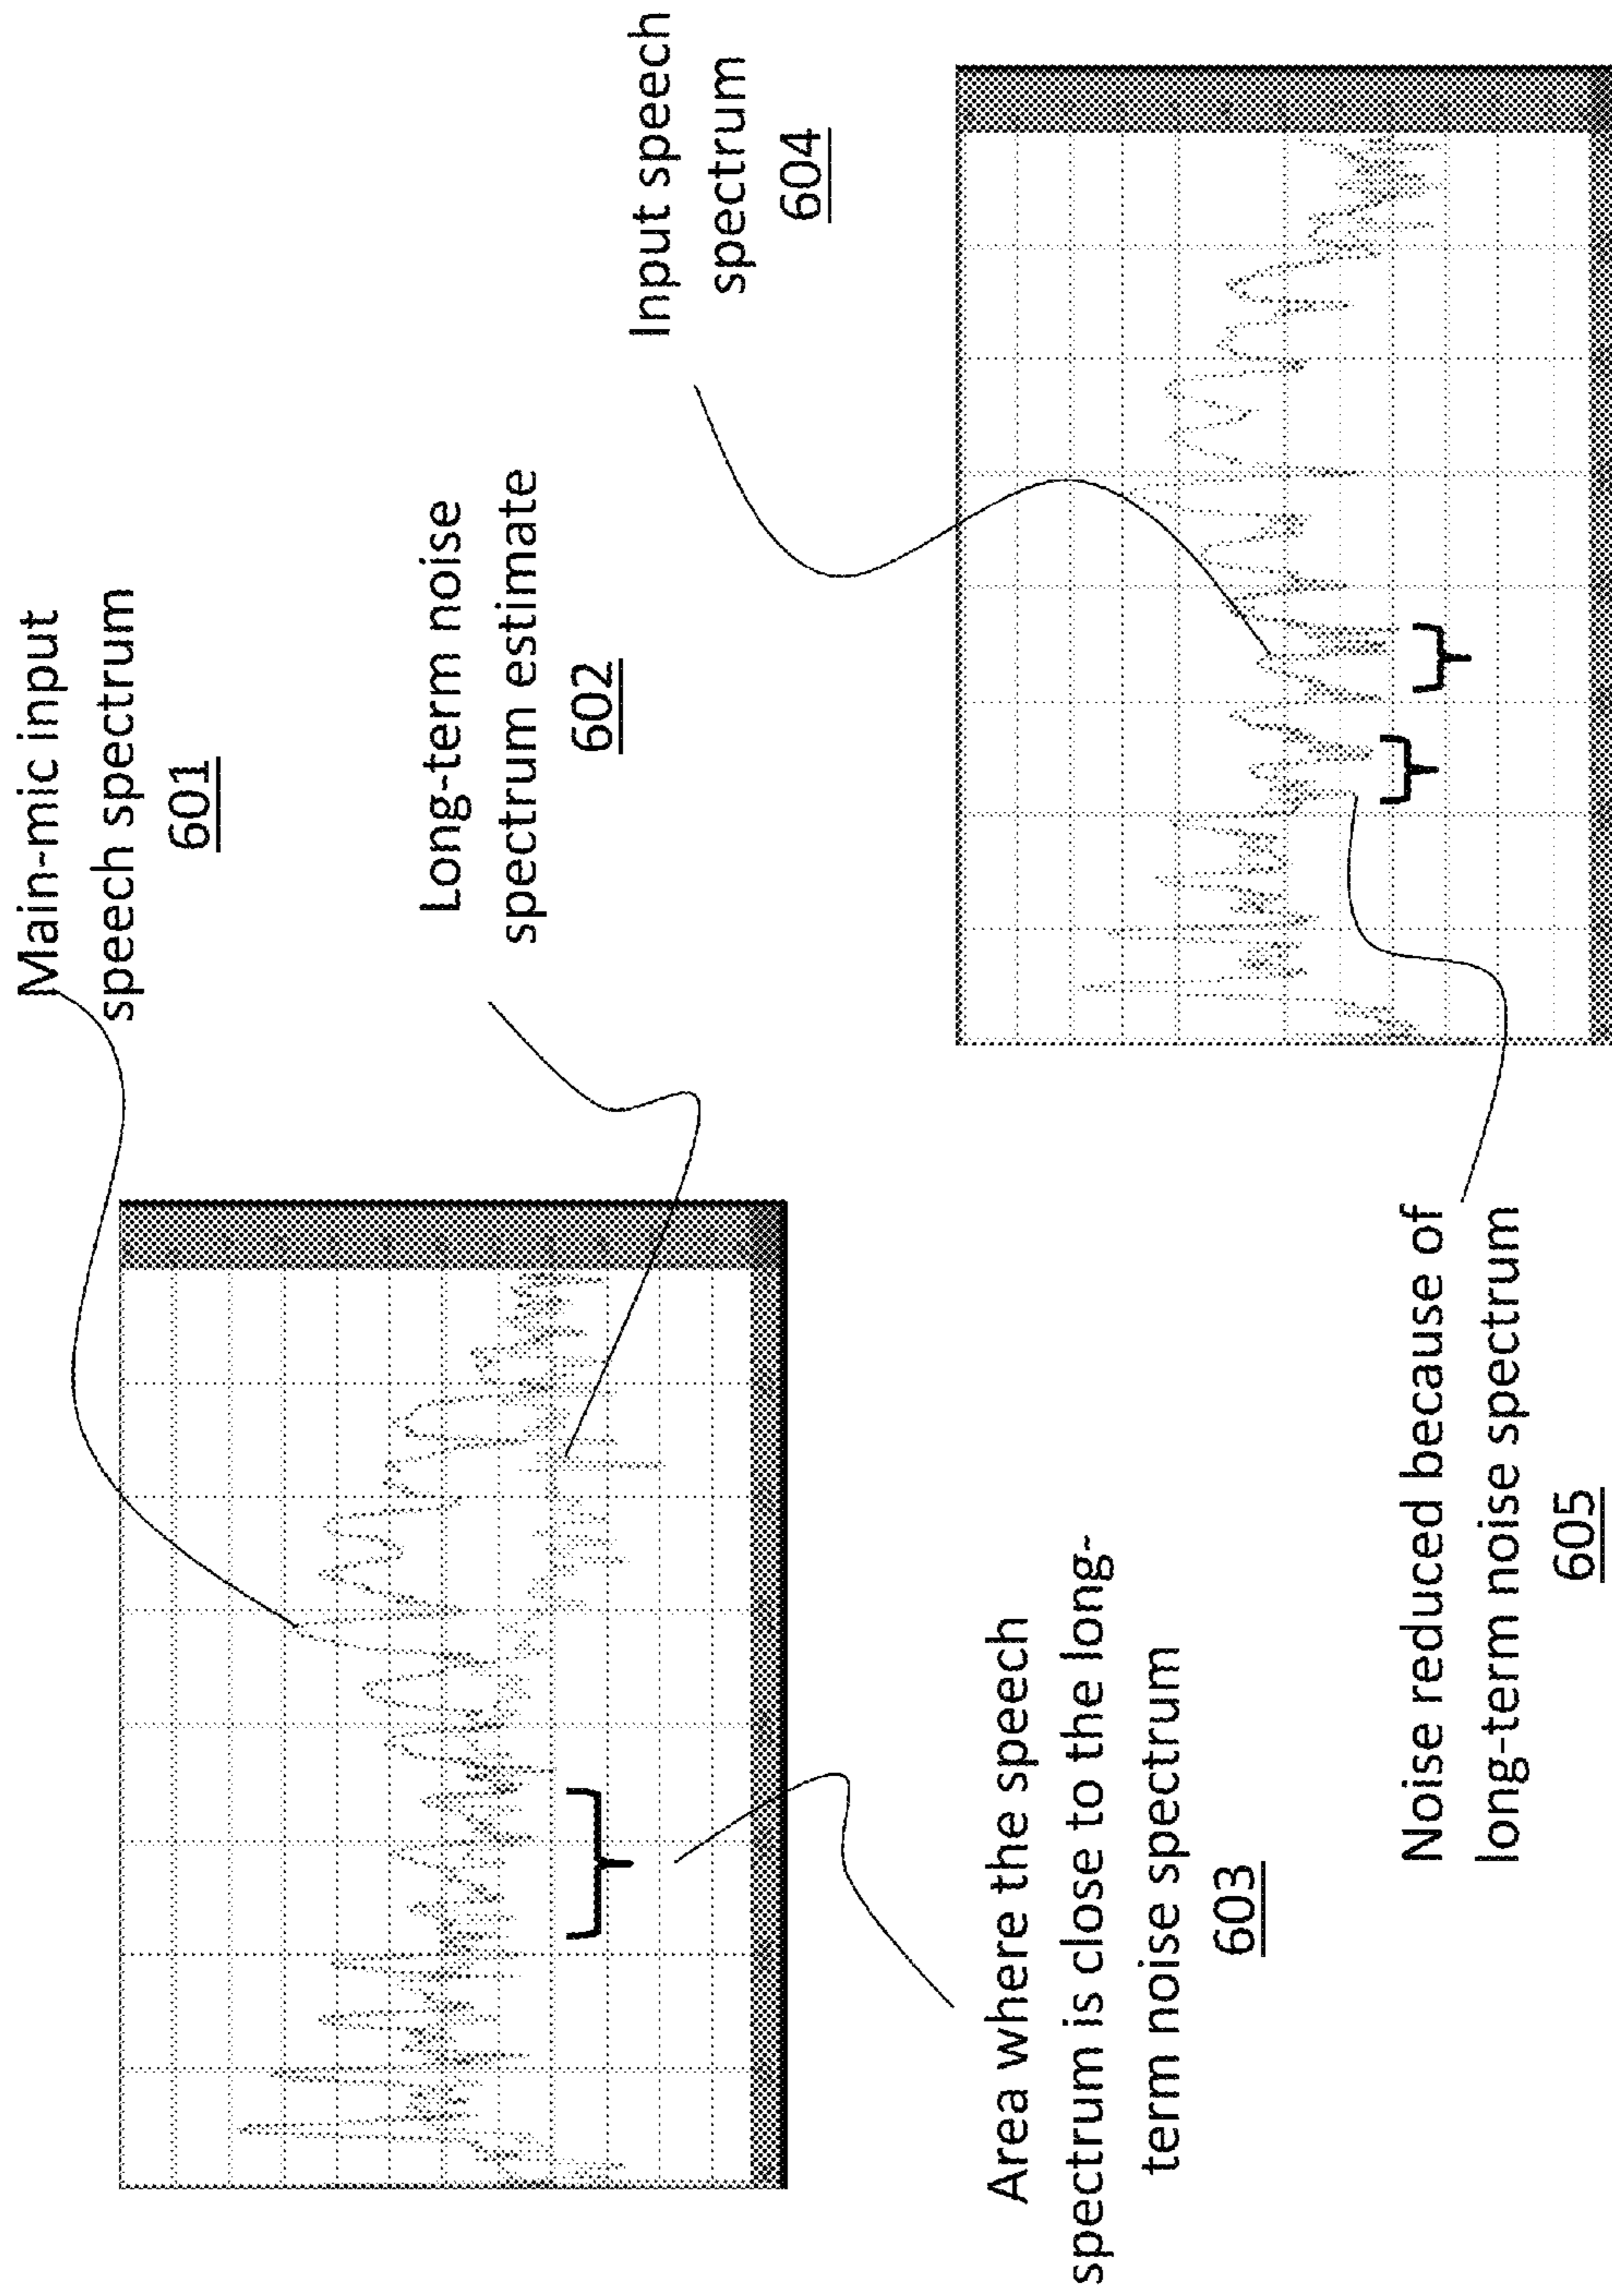 Main-mic input
speech spectrum
601
Long-term noise
spectrum estimate
602
Input speech
spectrum
604
Area where the speech
spectrum is close to the long-
term noise spectrum
603
Noise reduced because of
long-term noise spectrum
605